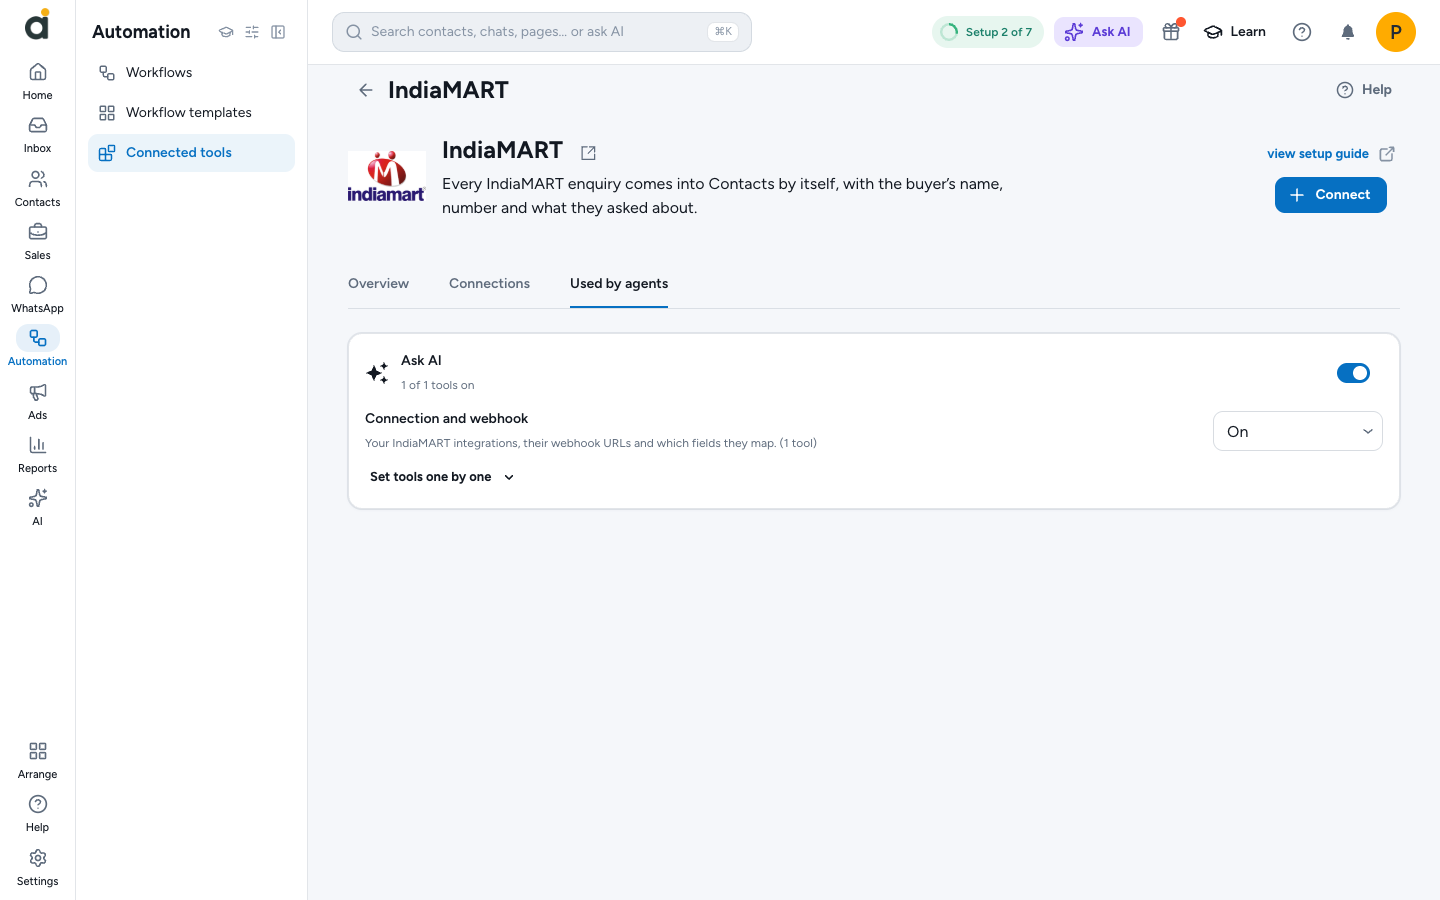 Automation
Search contacts, chats, pages... or ask AI
⌘K
Setup 2 of 7
Ask AI
Learn
P
Home
Inbox
Contacts
Sales
WhatsApp
Automation
Ads
Reports
AI
Arrange
Help
Settings
Workflows
Workflow templates
Connected tools
IndiaMART
Help
indiamart
IndiaMART
Every IndiaMART enquiry comes into Contacts by itself, with the buyer’s name,
number and what they asked about.
view setup guide
Connect
Overview
Connections
Used by agents
Ask AI
1 of 1 tools on
Connection and webhook
Your IndiaMART integrations, their webhook URLs and which fields they map. (1 tool)
On
Set tools one by one